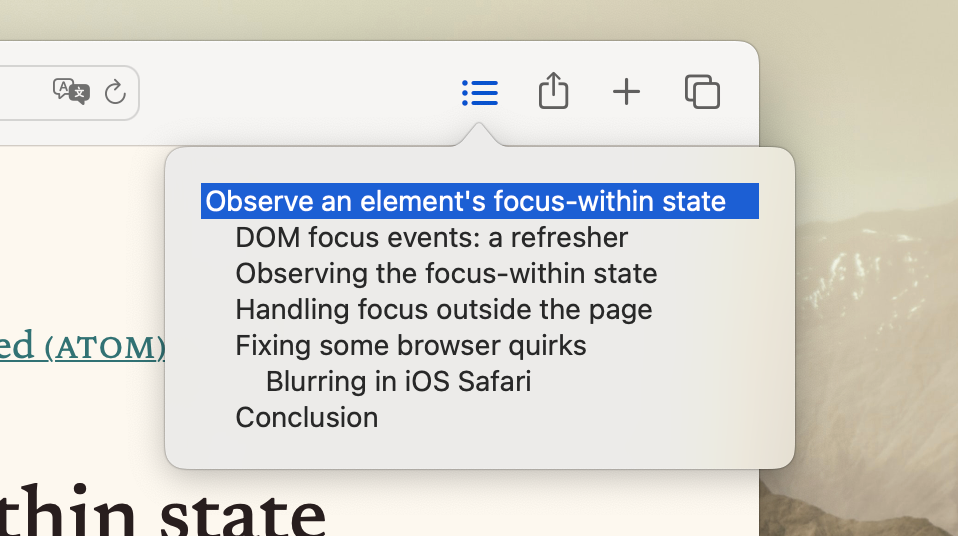 A 文
Observe an element's focus-within state
DOM focus events: a refresher
Observing the focus-within state
Handling focus outside the page
ed (ATOM)
Fixing some browser quirks
Blurring in iOS Safari
Conclusion
thin state